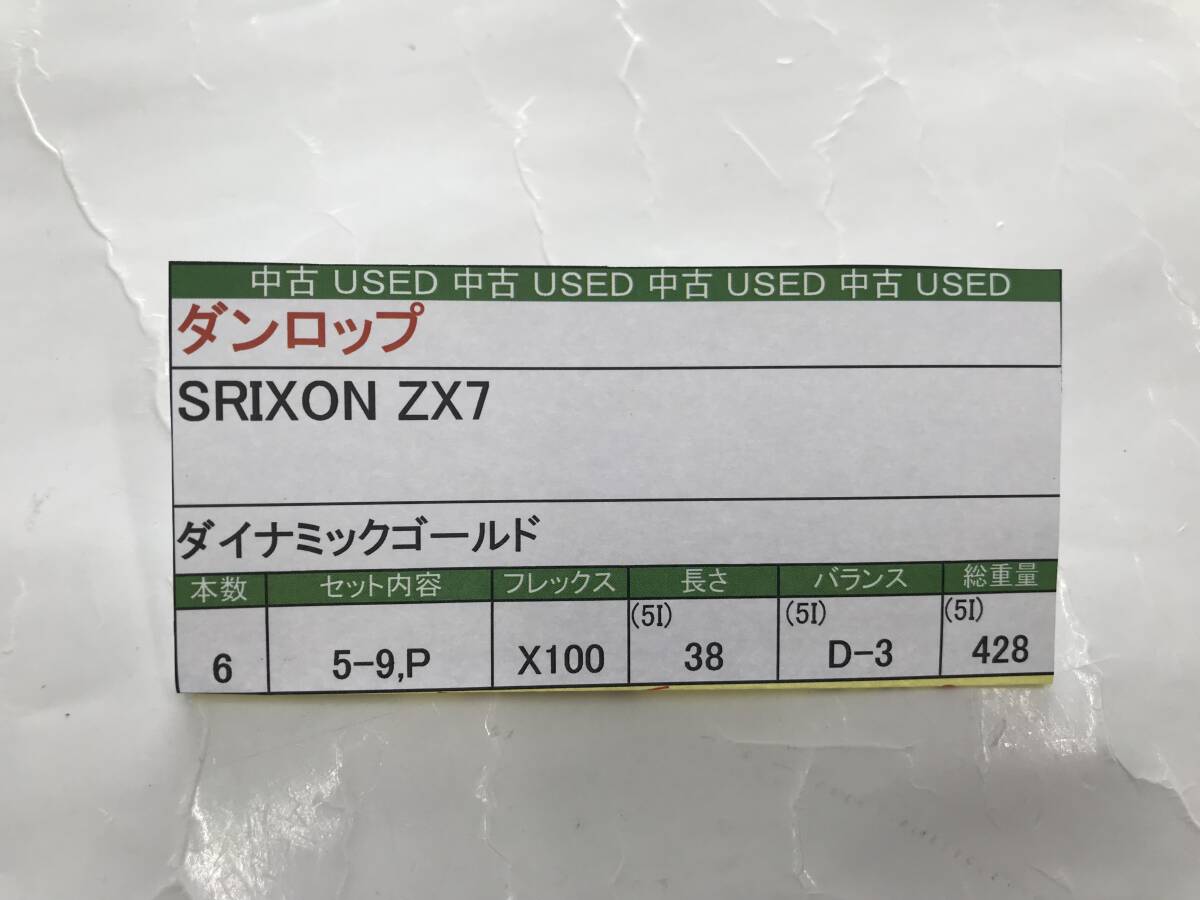 中古 USED 中古 USED 中古 USED 中古 USED
ダンロップ
SRIXON ZX7
ダイナミックゴールド
本数 セット内容 フレックス 長さ バランス 総重量
(5I) (5I) (5I)
6 5-9,P X100 38 D-3 428